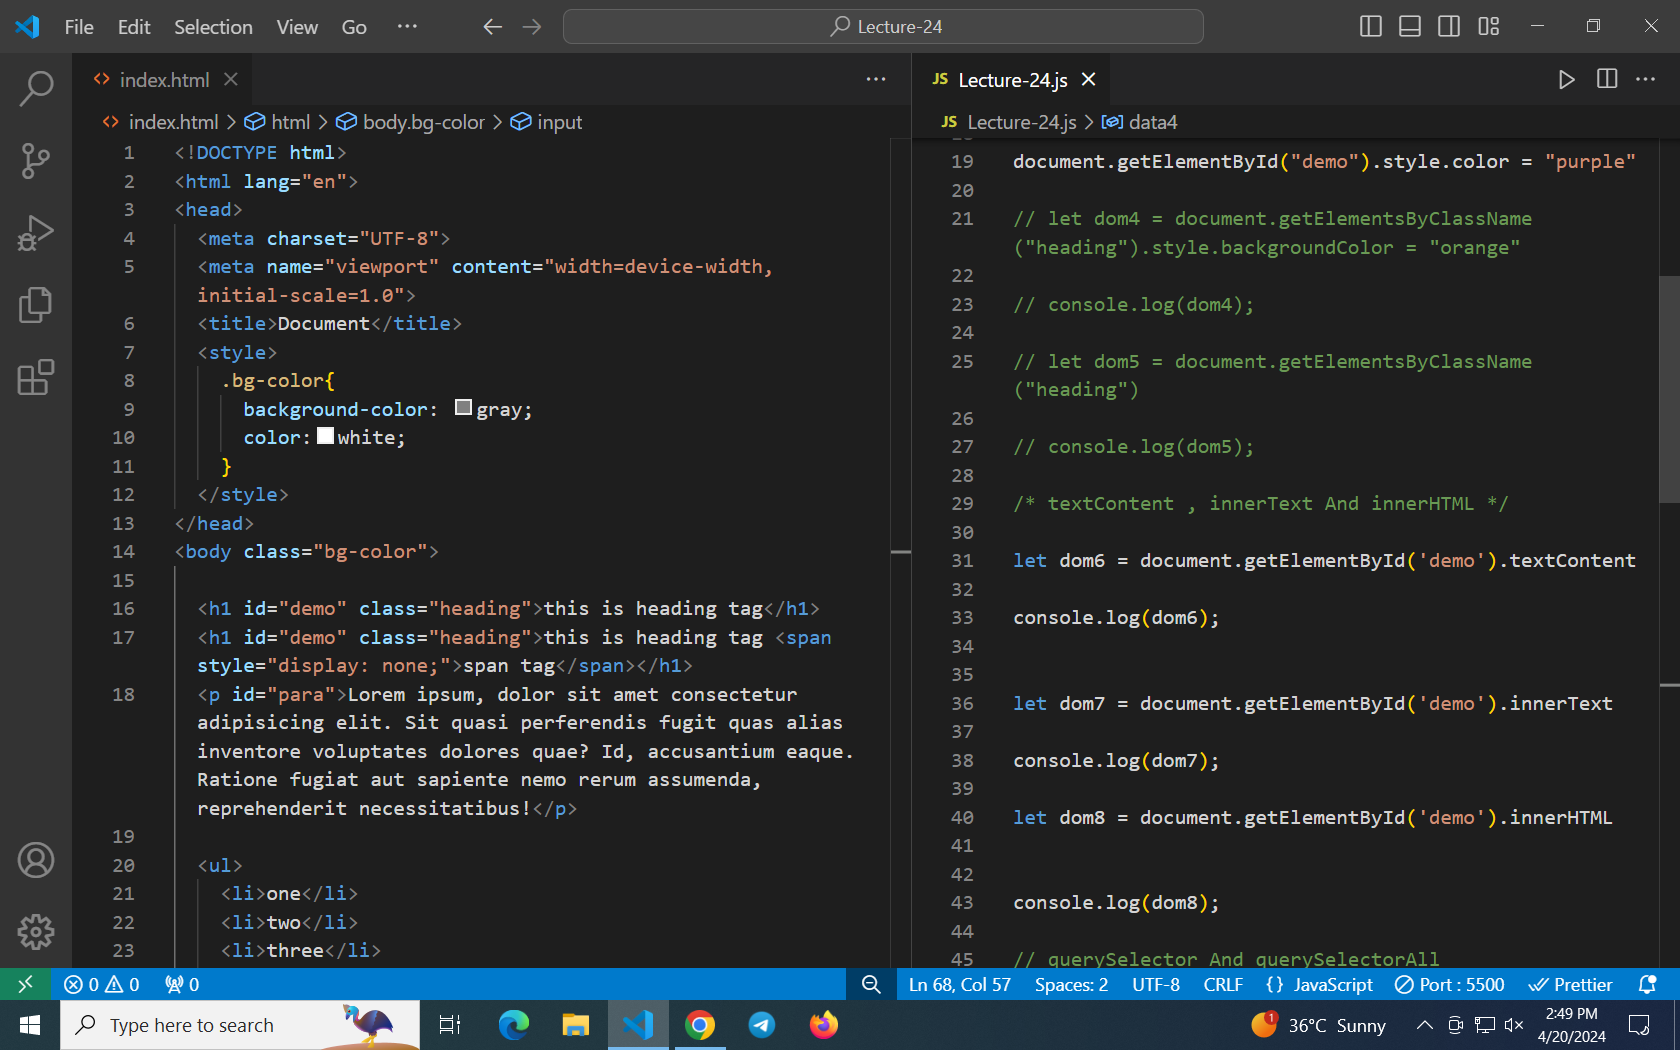 File Edit Selection View Go ···
Lecture-24
index.html
Lecture-24.js
index.html > html > body.bg-color > input
JS Lecture-24.js > data4
1 <!DOCTYPE html>
2 <html lang="en">
3 <head>
4 <meta charset="UTF-8">
5 <meta name="viewport" content="width=device-width,
initial-scale=1.0">
6 <title>Document</title>
7 <style>
8 .bg-color{
9 background-color: gray;
10 color: white;
11 }
12 </style>
13 </head>
14 <body class="bg-color">
15
16 <h1 id="demo" class="heading">this is heading tag</h1>
17 <h1 id="demo" class="heading">this is heading tag <span
style="display: none;">span tag</span></h1>
18 <p id="para">Lorem ipsum, dolor sit amet consectetur
adipisicing elit. Sit quasi perferendis fugit quas alias
inventore voluptates dolores quae? Id, accusantium eaque.
Ratione fugiat aut sapiente nemo rerum assumenda,
reprehenderit necessitatibus!</p>
19
20 <ul>
21 <li>one</li>
22 <li>two</li>
23 <li>three</li>
19 document.getElementById("demo").style.color = "purple"
20
21 // let dom4 = document.getElementsByClassName
("heading").style.backgroundColor = "orange"
22
23 // console.log(dom4);
24
25 // let dom5 = document.getElementsByClassName
("heading")
26
27 // console.log(dom5);
28
29 /* textContent , innerText And innerHTML */
30
31 let dom6 = document.getElementById('demo').textContent
32
33 console.log(dom6);
34
35
36 let dom7 = document.getElementById('demo').innerText
37
38 console.log(dom7);
39
40 let dom8 = document.getElementById('demo').innerHTML
41
42
43 console.log(dom8);
44
45 // querySelector And querySelectorAll
0 0 0
Ln 68, Col 57 Spaces: 2 UTF-8 CRLF {} JavaScript Port : 5500 Prettier
Type here to search
1
36°C Sunny
2:49 PM
4/20/2024